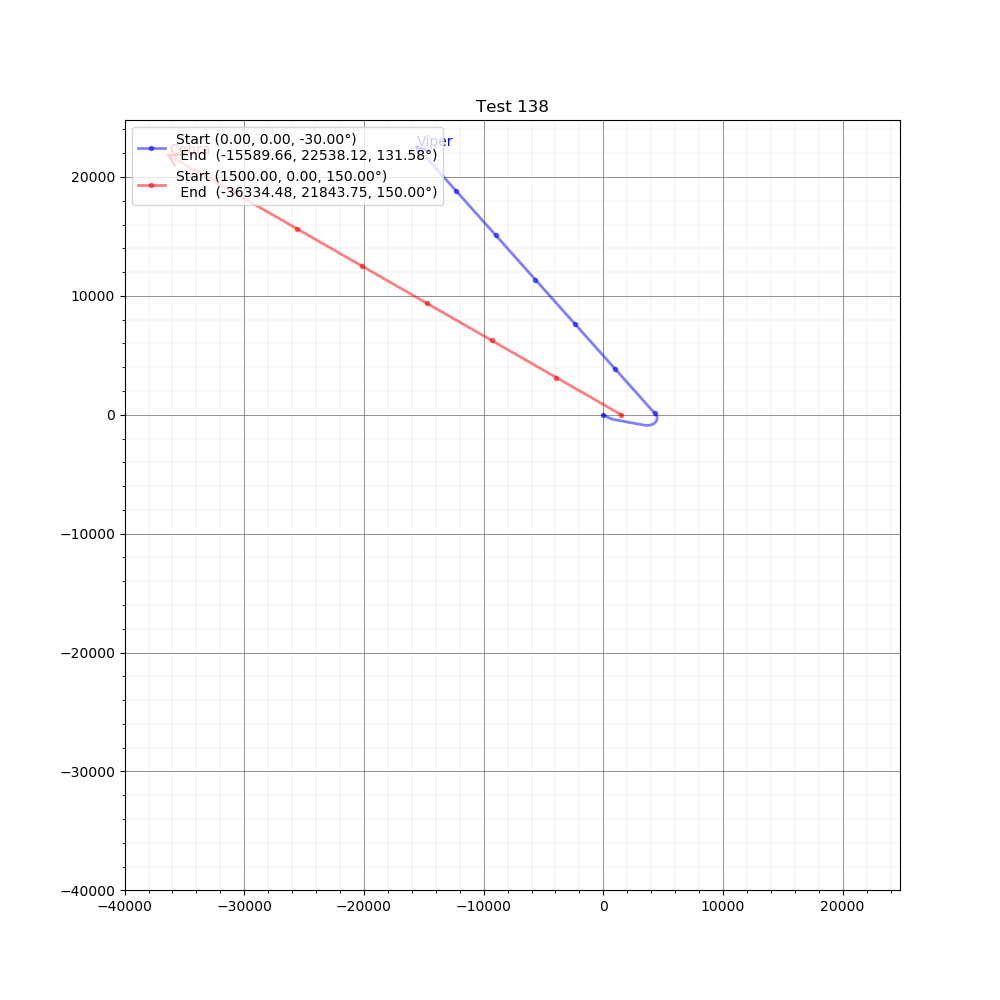 Test 138
Viper
Start (0.00, 0.00, -30.00°)
End (-15589.66, 22538.12, 131.58°)
Start (1500.00, 0.00, 150.00°)
End (-36334.48, 21843.75, 150.00°)
20000
10000
0
−10000
−20000
−30000
−40000
−40000 −30000 −20000 −10000 0 10000 20000